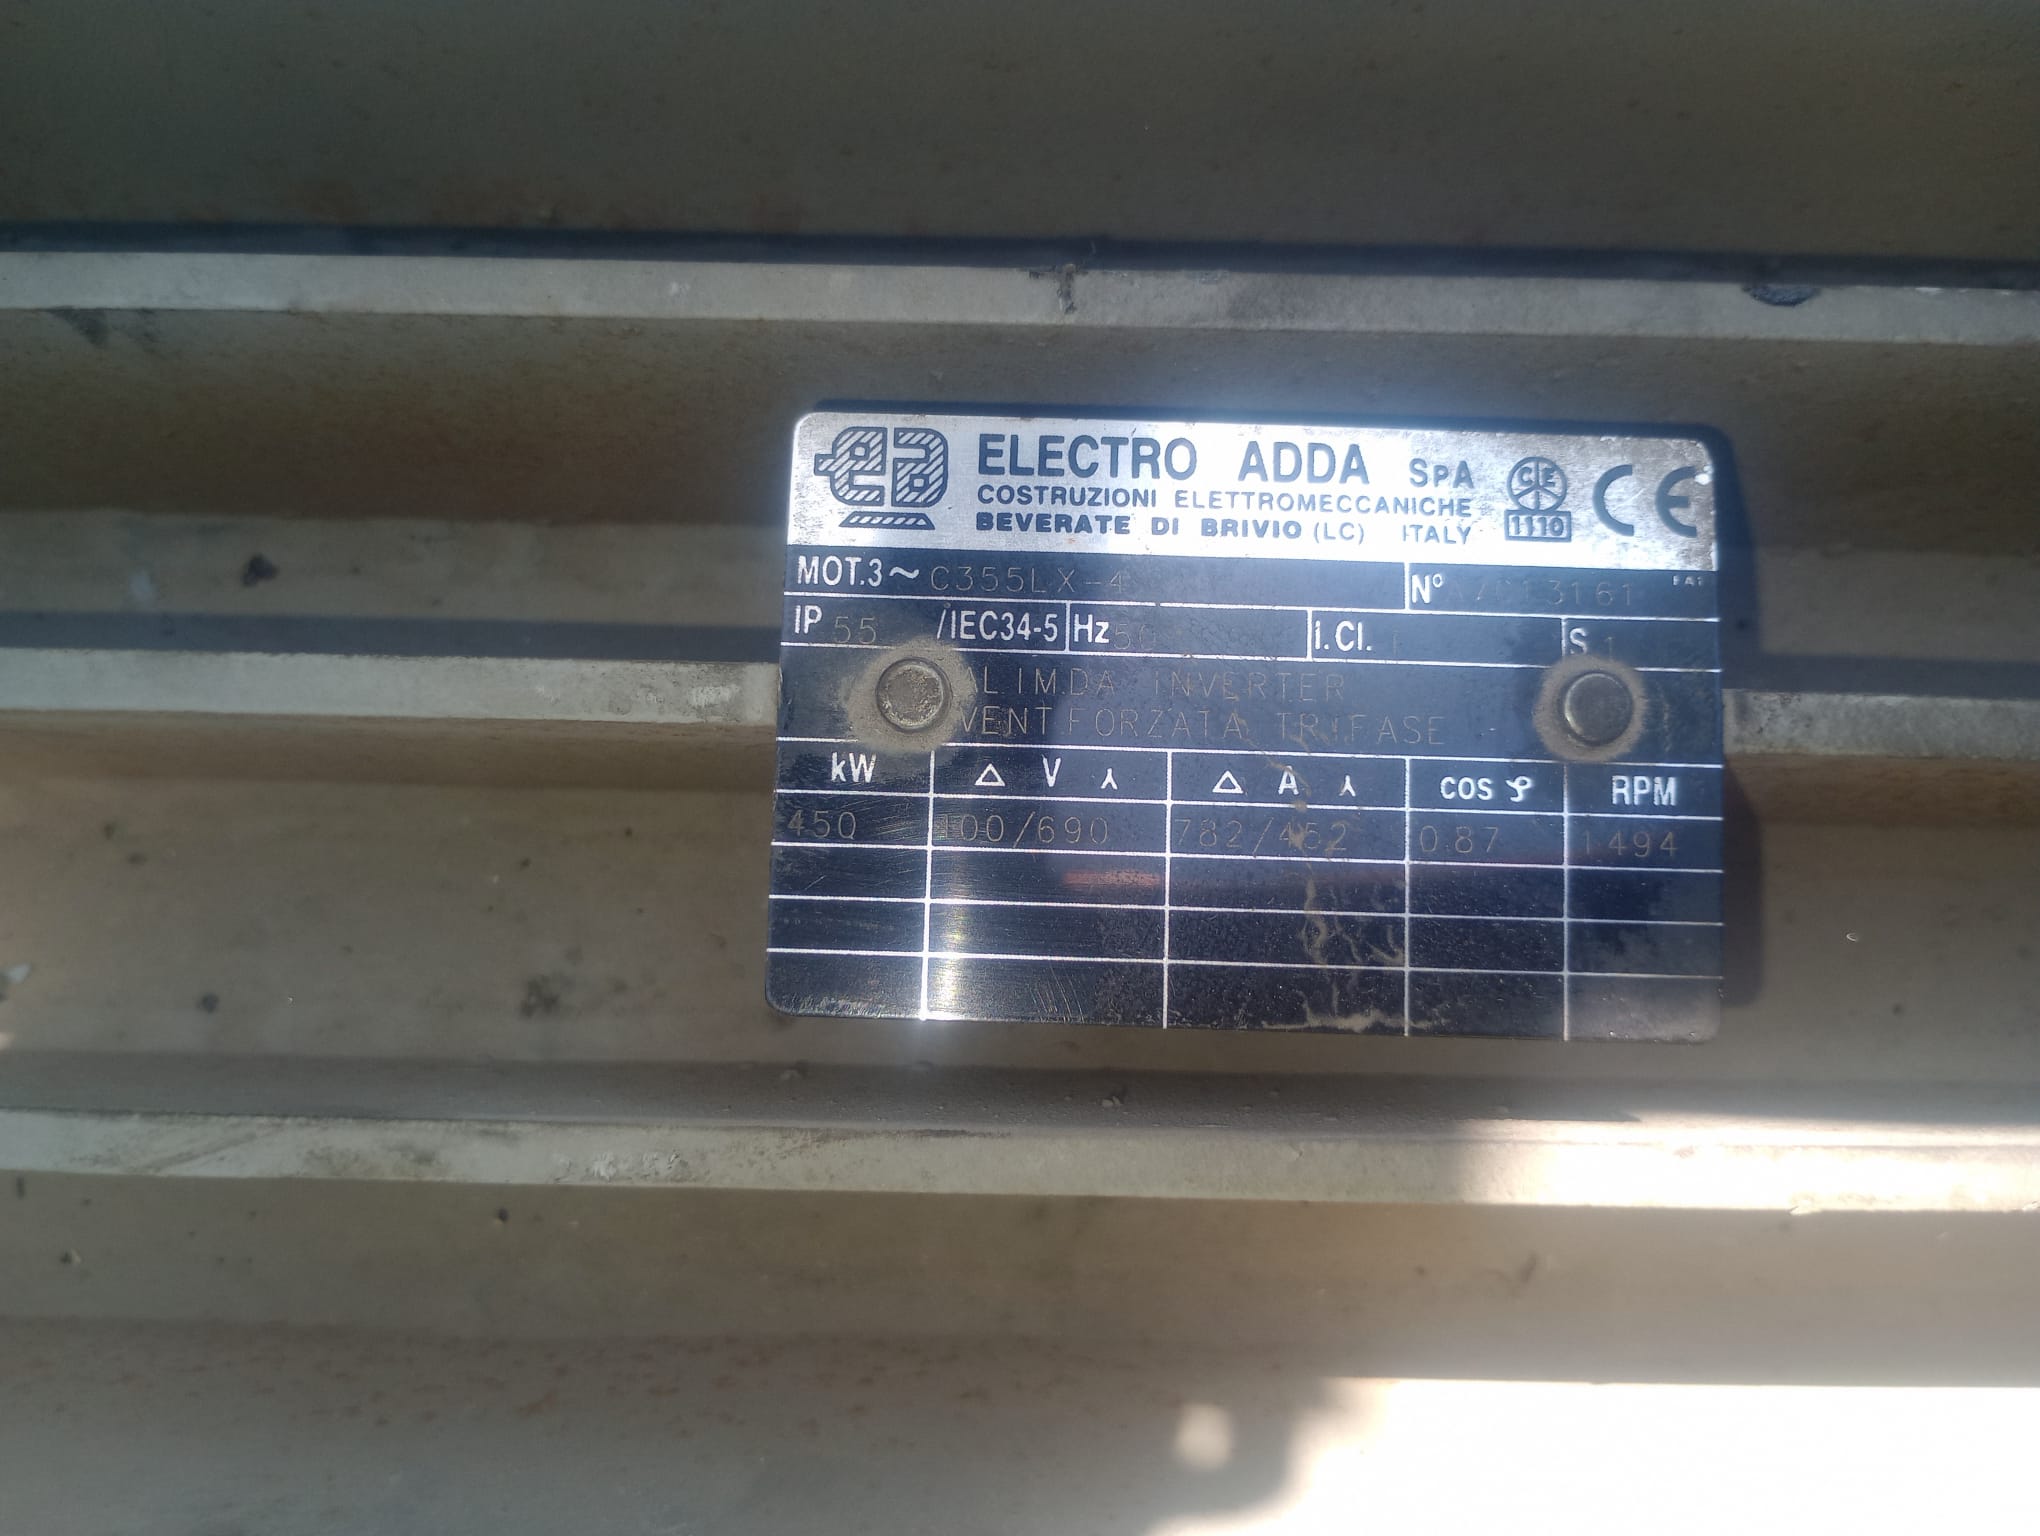 ELECTRO ADDA SPA
COSTRUZIONI ELETTROMECCANICHE
BEVERATE DI BRIVIO (LC) ITALY
CE
1110
CE
MOT.3~ C355LX-4 N°
IP 55 /IEC34-5 Hz 50 i.Cl. F S 1
ALIM.DA INVERTER
VENT.FORZATA TRIFASE
kW △ V Y △ A Y COS φ RPM
450 400/690 782/452 0.87 1494